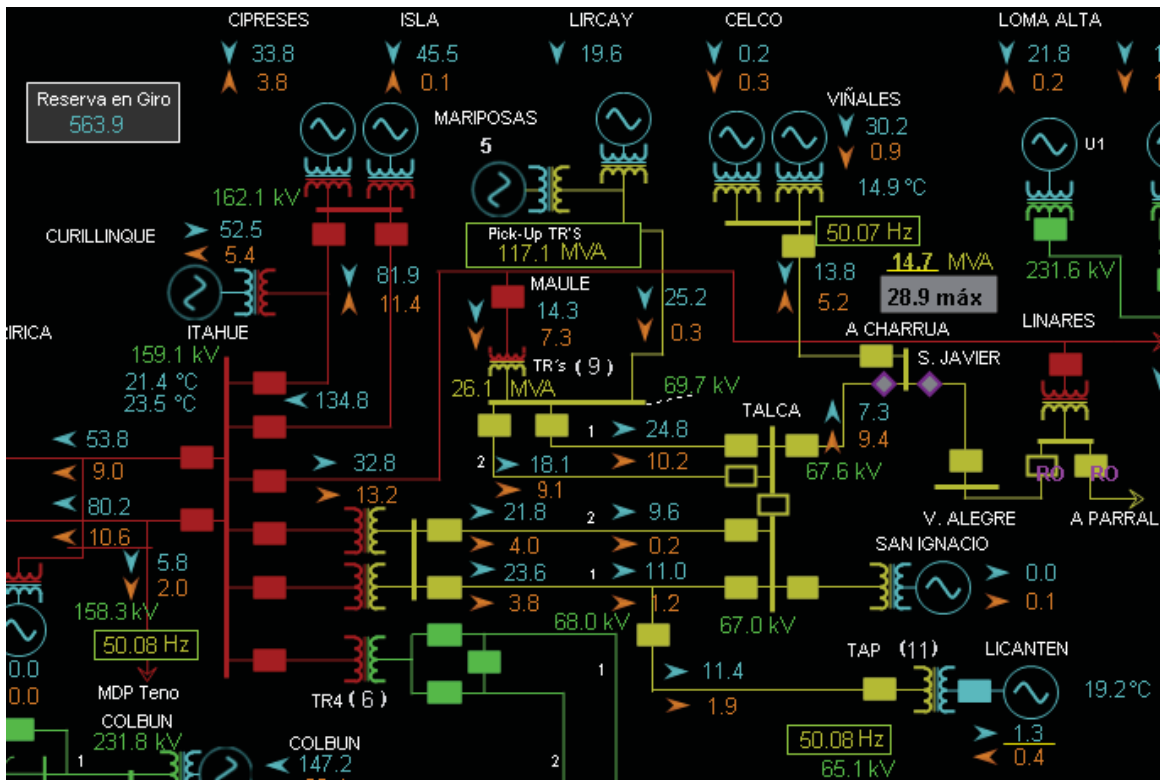 CIPRESES ISLA LIRCAY CELCO LOMA ALTA
33.8 45.5 19.6 0.2 21.8
3.8 0.1 0.3 0.2
Reserva en Giro
563.9
MARIPOSAS
5
VIÑALES
30.2
0.9
14.9 °C
U1
162.1 kV
CURILLINQUE
52.5
5.4
Pick-Up TR'S
117.1 MVA
50.07 Hz
14.7 MVA
28.9 máx
231.6 kV
81.9
11.4
MAULE
14.3
7.3
25.2
0.3
13.8
5.2
A CHARRUA
LINARES
RIRICA
ITAHUE
159.1 kV
21.4 °C
23.5 °C
S. JAVIER
TR's (9)
26.1 MVA
69.7 kV
134.8
TALCA
7.3
9.4
53.8
9.0
1
24.8
10.2
67.6 kV
32.8
13.2
2
18.1
9.1
RO RO
80.2
10.6
21.8
4.0
2
9.6
0.2
V. ALEGRE A PARRAL
SAN IGNACIO
5.8
2.0
23.6
3.8
1
11.0
1.2
0.0
0.1
158.3 kV
68.0 kV
67.0 kV
50.08 Hz
0.0
0.0
MDP Teno
TR4 (6)
1
11.4
1.9
TAP (11)
LICANTEN
19.2°C
1.3
0.4
COLBUN
231.8 kV
1
COLBUN
147.2
2
50.08 Hz
65.1 kV